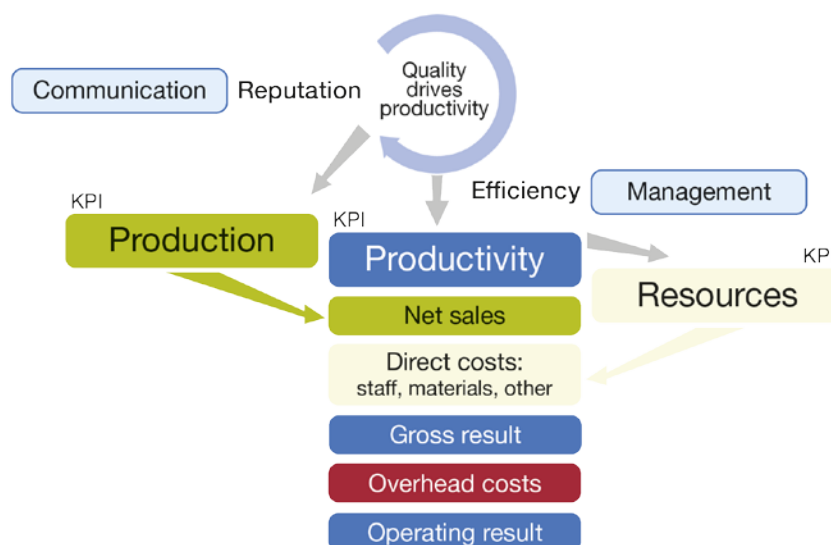 Quality
drives
productivity
Communication
Reputation
Efficiency
Management
KPI
Production
KPI
Productivity
KP
Resources
Net sales
Direct costs:
staff, materials, other
Gross result
Overhead costs
Operating result